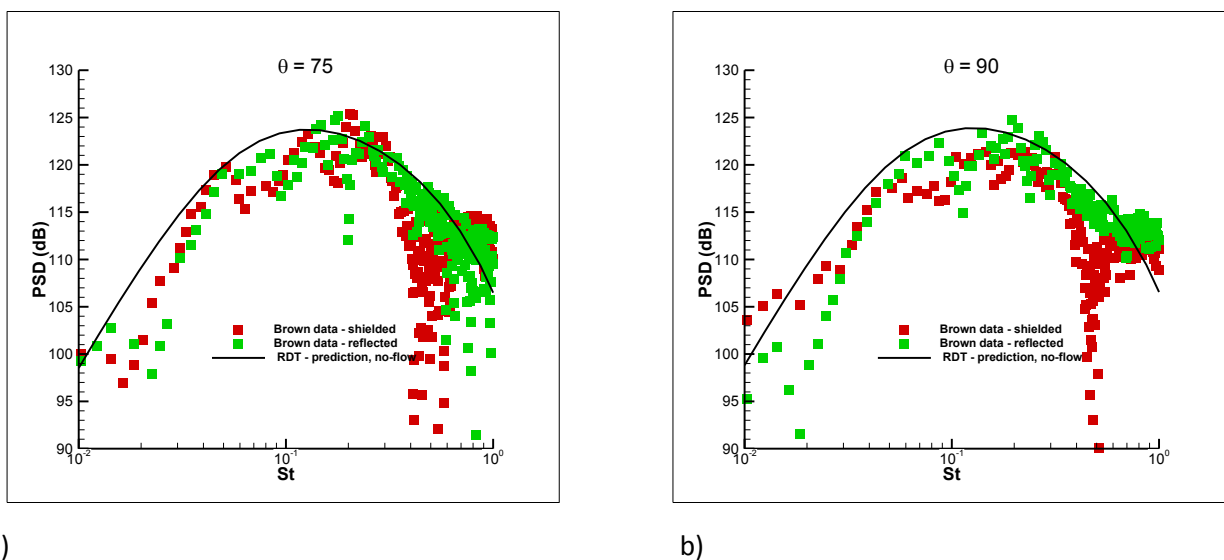 θ = 75
PSD (dB)
130
125
120
115
110
105
100
95
90
10⁻²
10⁻¹
10⁰
St
Brown data - shielded
Brown data - reflected
RDT - prediction, no-flow
)
θ = 90
PSD (dB)
130
125
120
115
110
105
100
95
90
10⁻²
10⁻¹
10⁰
St
Brown data - shielded
Brown data - reflected
RDT - prediction, no-flow
b)